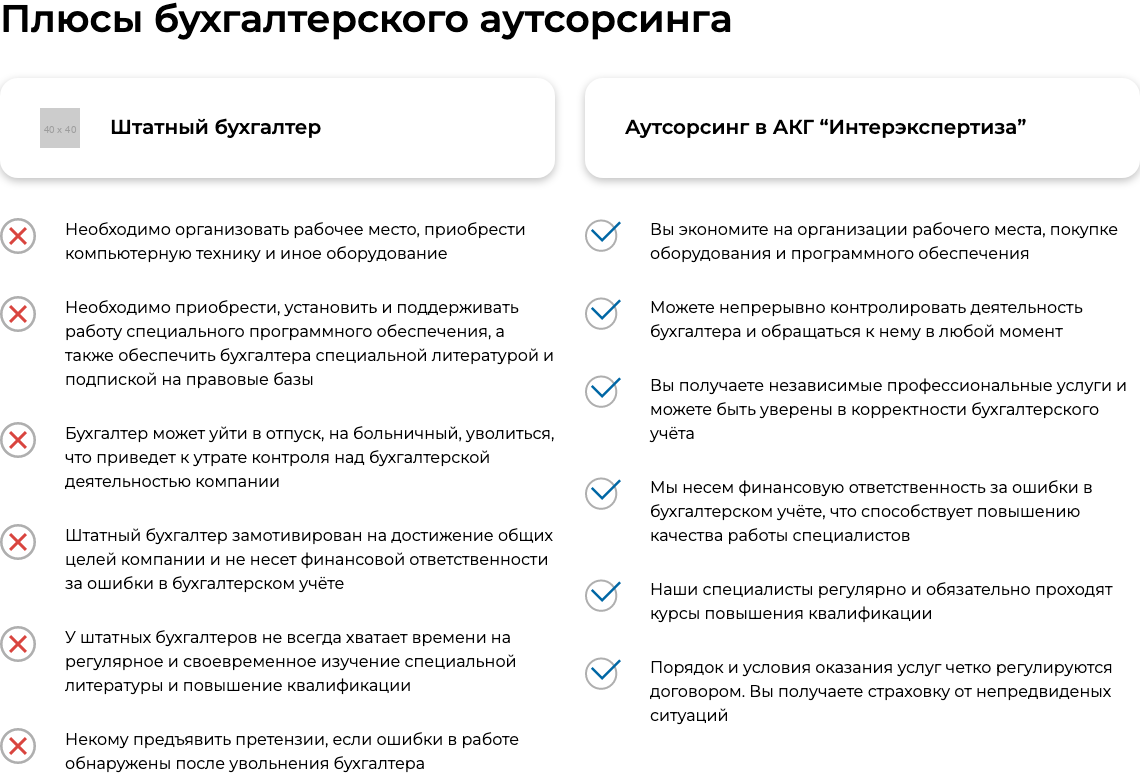 Плюсы бухгалтерского аутсорсинга
40 x 40
Штатный бухгалтер
Необходимо организовать рабочее место, приобрести
компьютерную технику и иное оборудование
Необходимо приобрести, установить и поддерживать
работу специального программного обеспечения, а
также обеспечить бухгалтера специальной литературой и
подпиской на правовые базы
Бухгалтер может уйти в отпуск, на больничный, уволиться,
что приведет к утрате контроля над бухгалтерской
деятельностью компании
Штатный бухгалтер замотивирован на достижение общих
целей компании и не несет финансовой ответственности
за ошибки в бухгалтерском учёте
У штатных бухгалтеров не всегда хватает времени на
регулярное и своевременное изучение специальной
литературы и повышение квалификации
Некому предъявить претензии, если ошибки в работе
обнаружены после увольнения бухгалтера
Аутсорсинг в АКГ “Интерэкспертиза”
Вы экономите на организации рабочего места, покупке
оборудования и программного обеспечения
Можете непрерывно контролировать деятельность
бухгалтера и обращаться к нему в любой момент
Вы получаете независимые профессиональные услуги и
можете быть уверены в корректности бухгалтерского
учёта
Мы несем финансовую ответственность за ошибки в
бухгалтерском учёте, что способствует повышению
качества работы специалистов
Наши специалисты регулярно и обязательно проходят
курсы повышения квалификации
Порядок и условия оказания услуг четко регулируются
договором. Вы получаете страховку от непредвиденых
ситуаций